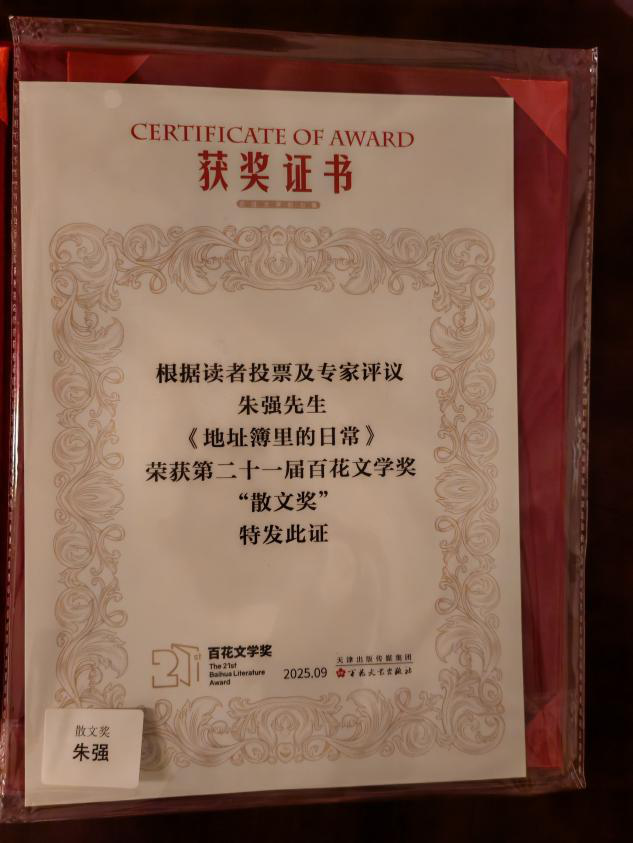 CERTIFICATE OF AWARD
获奖证书
根据读者投票及专家评议
朱强先生
《地址簿里的日常》
荣获第二十一届百花文学奖
“散文奖”
特发此证
21st
百花文学奖
The 21st
Baihua Literature
Award
2025.09
天津出版传媒集团
百花文艺出版社
散文奖
朱强